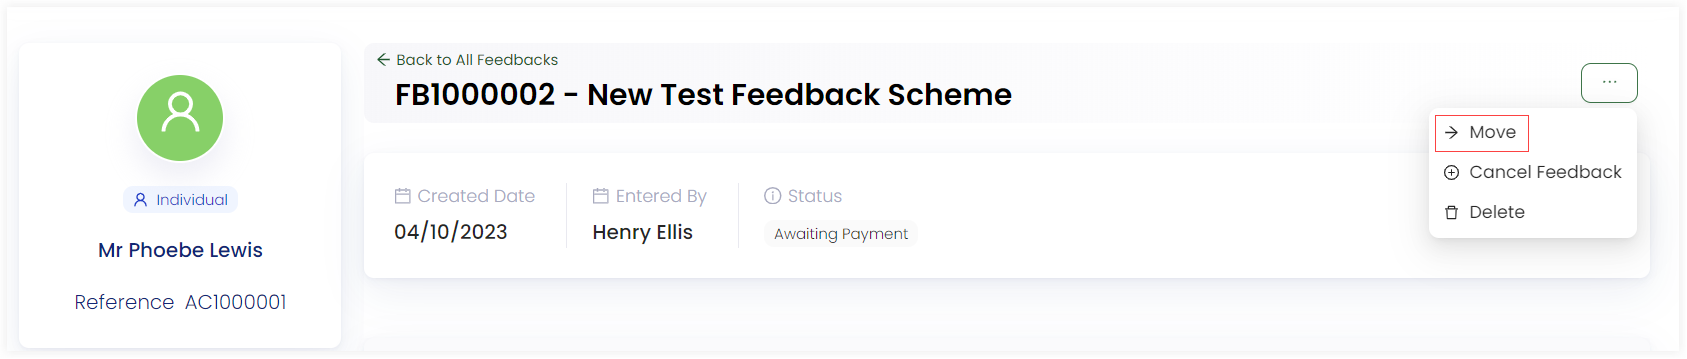 Individual
Mr Phoebe Lewis
Reference AC1000001
Back to All Feedbacks
FB1000002 - New Test Feedback Scheme
...
Move
Cancel Feedback
Delete
Created Date
04/10/2023
Entered By
Henry Ellis
Status
Awaiting Payment